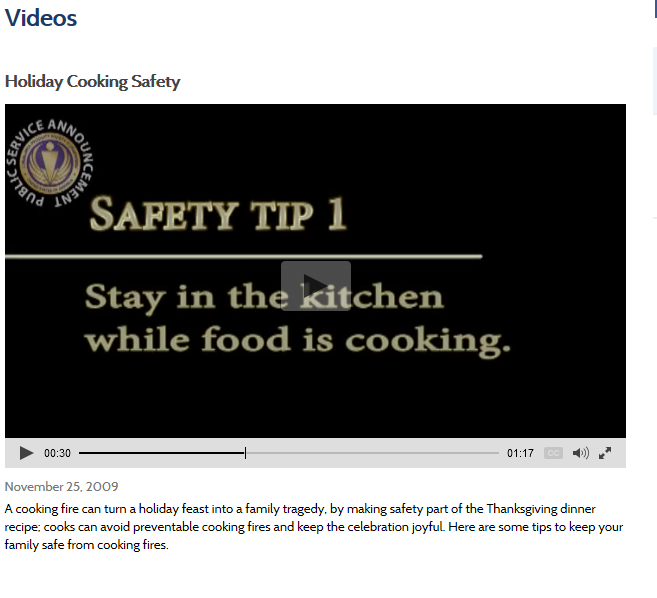 Videos
Holiday Cooking Safety
PUBLIC SERVICE ANNOUNCEMENT
SAFETY TIP 1
Stay in the kitchen
while food is cooking.
00:30
01:17
CC
November 25, 2009
A cooking fire can turn a holiday feast into a family tragedy, by making safety part of the Thanksgiving dinner
recipe; cooks can avoid preventable cooking fires and keep the celebration joyful. Here are some tips to keep your
family safe from cooking fires.